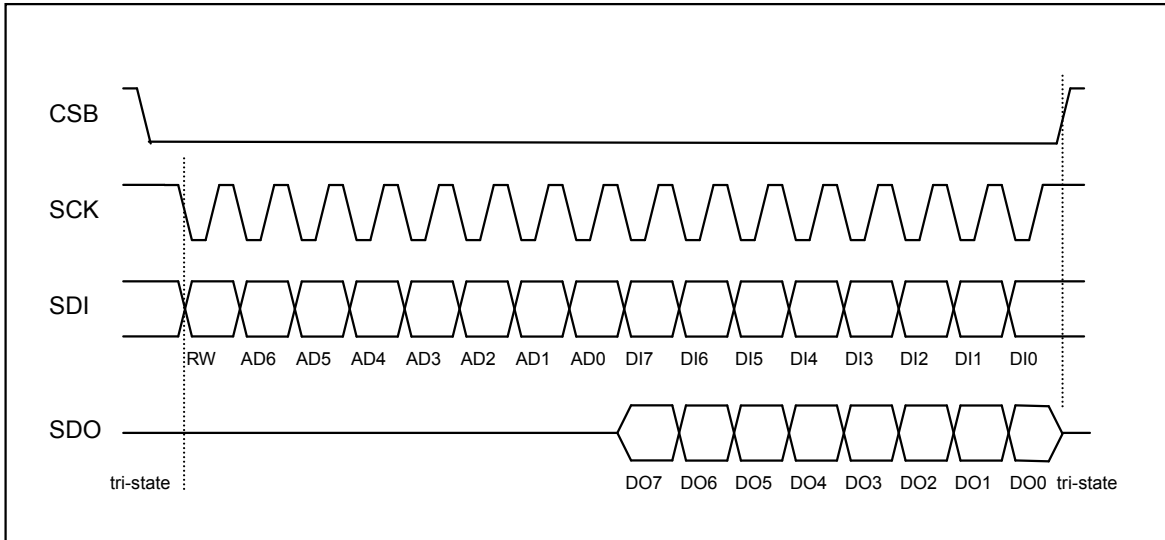 CSB
SCK
SDI
RW AD6 AD5 AD4 AD3 AD2 AD1 AD0 DI7 DI6 DI5 DI4 DI3 DI2 DI1 DI0
SDO
tri-state DO7 DO6 DO5 DO4 DO3 DO2 DO1 DO0 tri-state